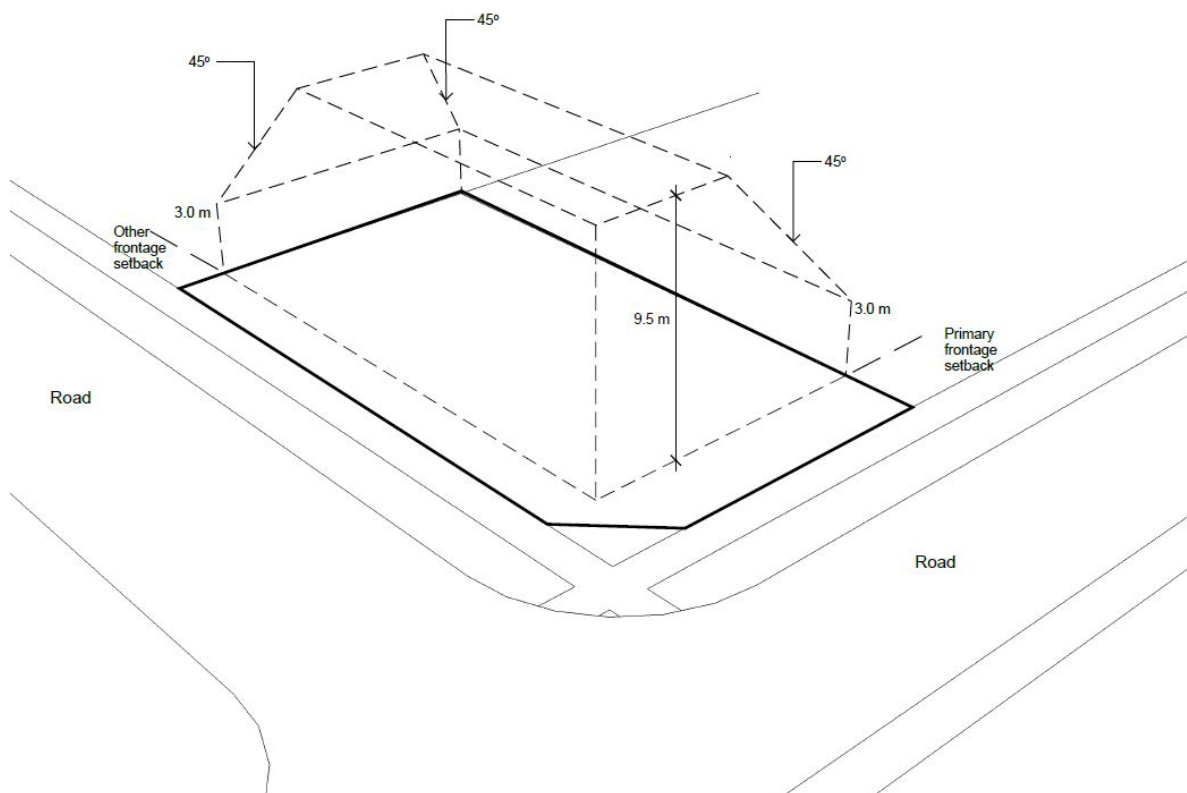 45º
45º
45º
3.0 m
Other
frontage
setback
9.5 m
3.0 m
Primary
frontage
setback
Road
Road